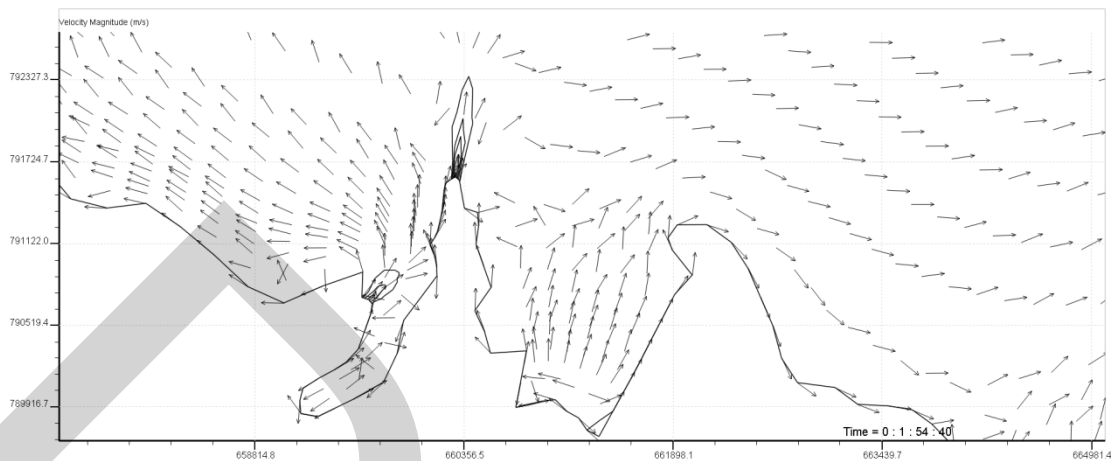 Velocity Magnitude (m/s)
792327.3
791724.7
791122.0
790519.4
789916.7
Time = 0 : 1 : 54 : 40
658814.8 660356.5 661898.1 663439.7 664981.4